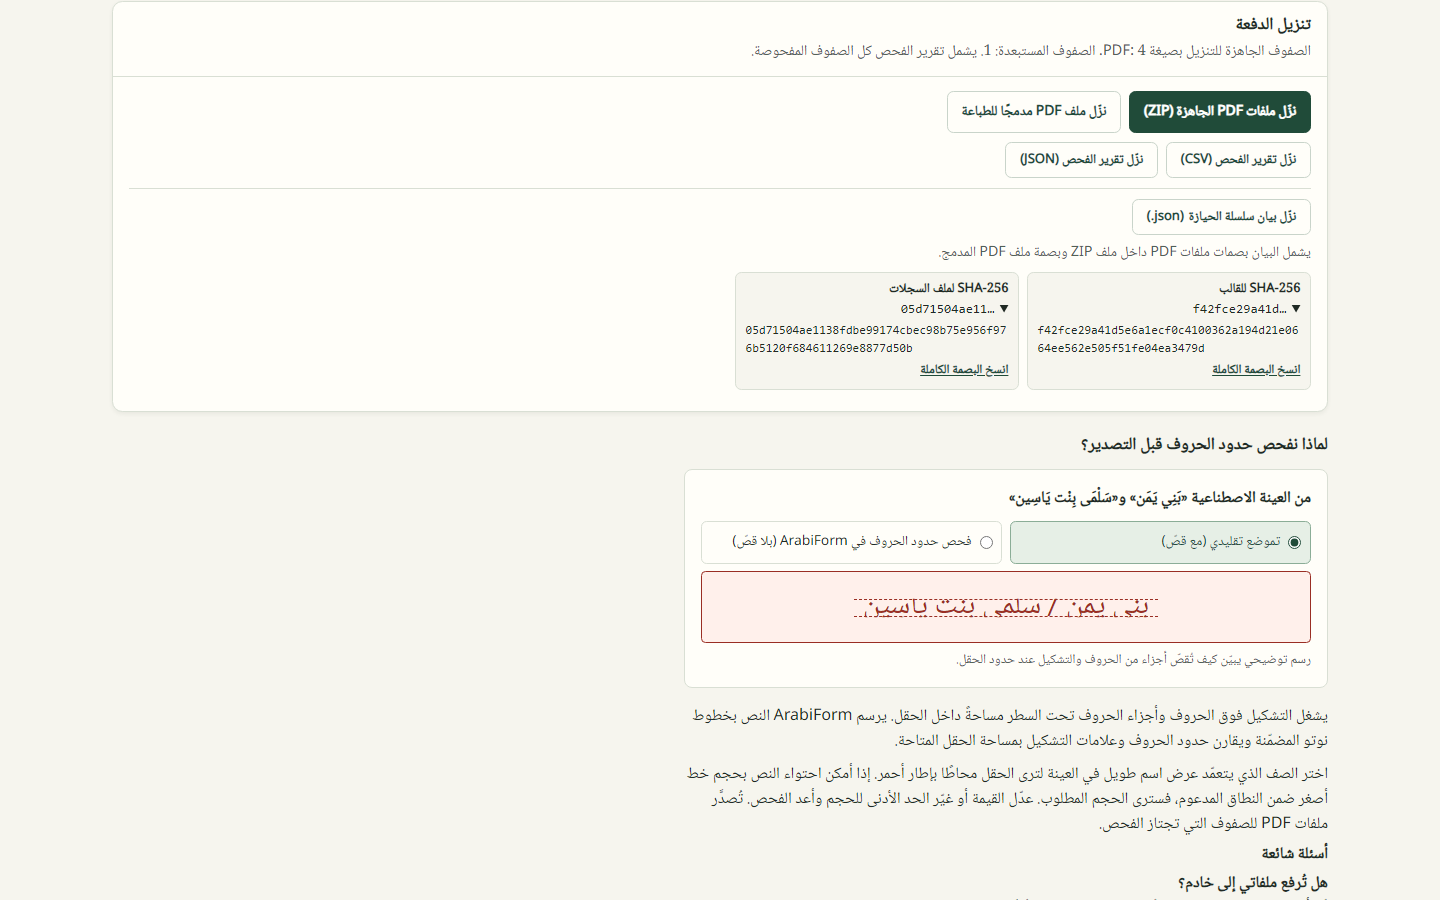 تنزيل الدفعة
الصفوف الجاهزة للتنزيل بصيغة PDF: 4. الصفوف المستبعدة: 1. يشمل تقرير الفحص كل الصفوف المفحوصة.
نزّل ملفات PDF الجاهزة (ZIP)
نزّل ملف PDF مدمجًا للطباعة
نزّل تقرير الفحص (CSV)
نزّل تقرير الفحص (JSON)
نزّل بيان سلسلة الحيازة (.json)
يشمل البيان بصمات ملفات PDF داخل ملف ZIP وبصمة ملف PDF المدمج.
SHA-256 للقالب
f42fce29a41d…
f42fce29a41d5e6a1ecf0c4100362a194d21e06
64ee562e505f51fe04ea3479d
انسخ البصمة الكاملة
SHA-256 لملف السجلات
05d71504ae11…
05d71504ae1138fdbe99174cbec98b75e956f97
6b5120f684611269e8877d50b
انسخ البصمة الكاملة
لماذا نفحص حدود الحروف قبل التصدير؟
من العينة الاصطناعية «بَنِي يَمَن» و«سَلْمَى بِنْت يَاسِين»
تموضع تقليدي (مع قصّ)
فحص حدود الحروف في ArabiForm (بلا قصّ)
بني يمن / سلمى بنت ياسين
رسم توضيحي يبيّن كيف تُقصّ أجزاء من الحروف والتشكيل عند حدود الحقل.
يشغل التشكيل فوق الحروف وأجزاء الحروف تحت السطر مساحةً داخل الحقل. يرسم ArabiForm النص بخطوط
نوتو المضمّنة ويقارن حدود الحروف وعلامات التشكيل بمساحة الحقل المتاحة.
اختر الصف الذي يتعمّد عرض اسم طويل في العينة لترى الحقل محاطًا بإطار أحمر. إذا أمكن احتواء النص بحجم خط
أصغر ضمن النطاق المدعوم، فسترى الحجم المطلوب. عدّل القيمة أو غيّر الحد الأدنى للحجم وأعد الفحص. تُصدَّر
ملفات PDF للصفوف التي تجتاز الفحص.
أسئلة شائعة
هل تُرفع ملفاتي إلى خادم؟